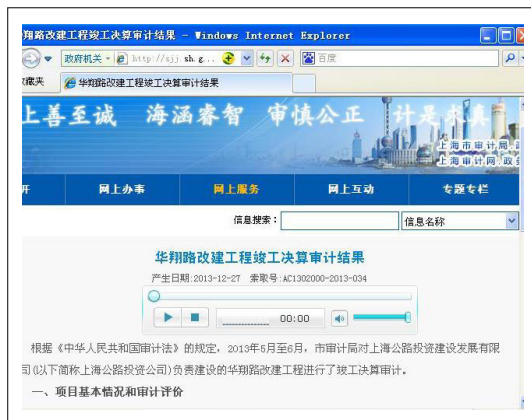 翔路改建工程竣工决算审计结果 - Windows Internet Explorer
政府机关 http://sjj.sh.g... 百度
藏夹 华翔路改建工程竣工决算审计结果
上善至诚 海涵睿智 审慎公正 计是求真
上海市审计局
上海审计网
开 网上办事 网上服务 网上互动 专题专栏
信息搜索： 信息名称
华翔路改建工程竣工决算审计结果
产生日期:2013-12-27 索取号:AC1302000-2013-034
00:00
根据《中华人民共和国审计法》的规定，2013年5月至6月，市审计局对上海公路投资建设发展有限
司(以下简称上海公路投资公司)负责建设的华翔路改建工程进行了竣工决算审计。
一、项目基本情况和审计评价